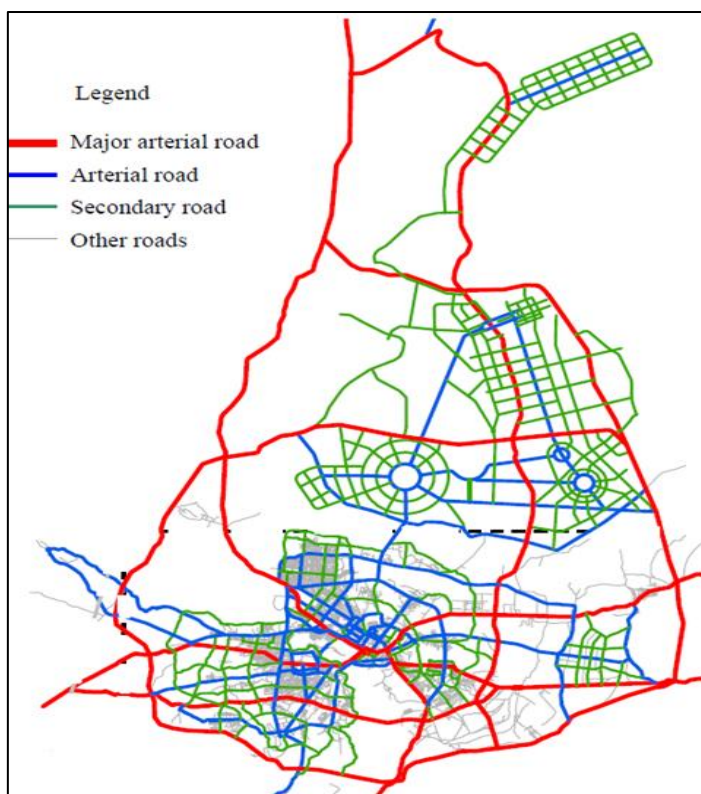 Legend
Major arterial road
Arterial road
Secondary road
Other roads